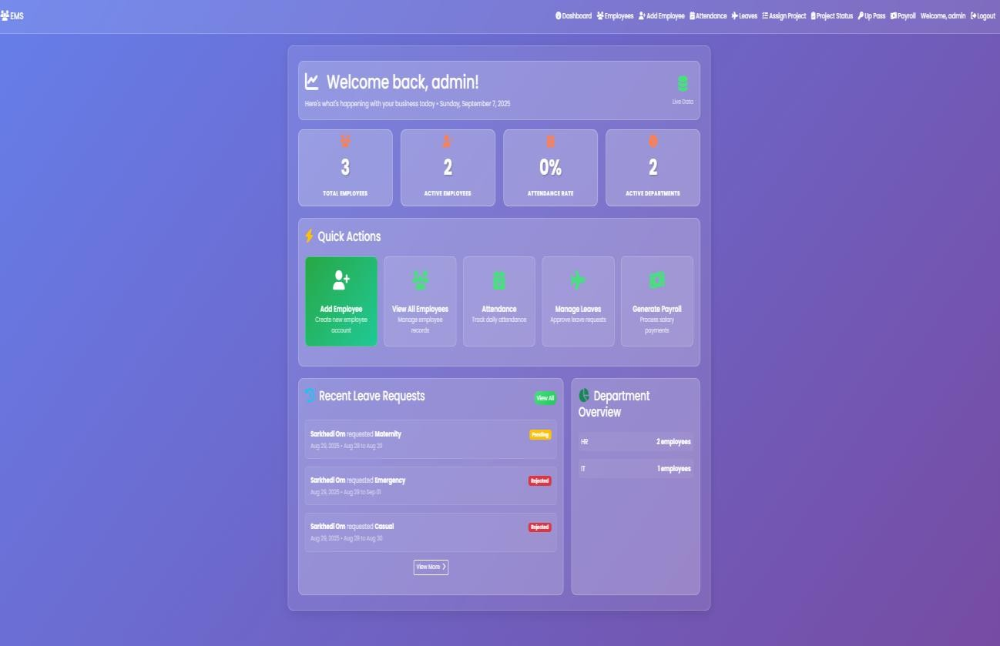 EMS
Dashboard Employees Add Employee Attendance Leaves Assign Project Project Status Up Pass Payroll Welcome, admin Logout
Welcome back, admin!
Here's what's happening with your business today • Sunday, September 7, 2025
Live Data
3
TOTAL EMPLOYEES
2
ACTIVE EMPLOYEES
0%
ATTENDANCE RATE
2
ACTIVE DEPARTMENTS
Quick Actions
Add Employee
Create new employee
account
View All Employees
Manage employee
records
Attendance
Track daily attendance
Manage Leaves
Approve leave requests
Generate Payroll
Process salary
payments
Recent Leave Requests
View All
Sarkhedi Om requested Maternity
Pending
Aug 29, 2025 • Aug 29 to Aug 29
Sarkhedi Om requested Emergency
Rejected
Aug 29, 2025 • Aug 29 to Sep 01
Sarkhedi Om requested Casual
Rejected
Aug 29, 2025 • Aug 29 to Aug 30
View More
Department
Overview
HR 2 employees
IT 1 employees